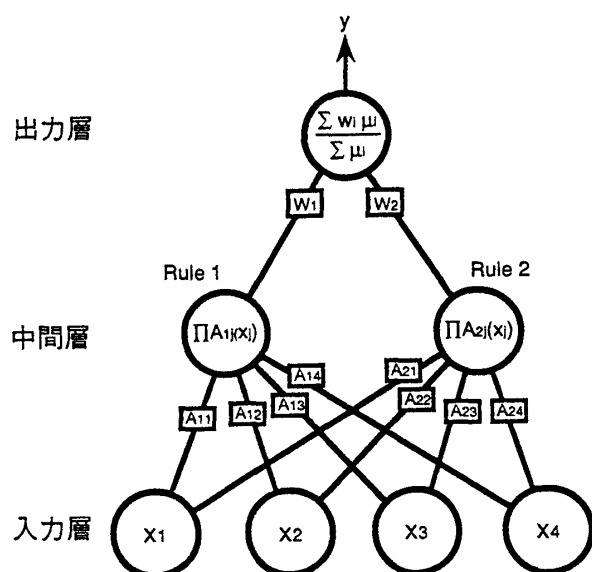 y
出力層
Σ wi μi
Σ μi
W1
W2
Rule 1
Rule 2
中間層
ΠA1j(xj)
ΠA2j(xj)
A14
A21
A11
A12
A13
A22
A23
A24
入力層
X1
X2
X3
X4